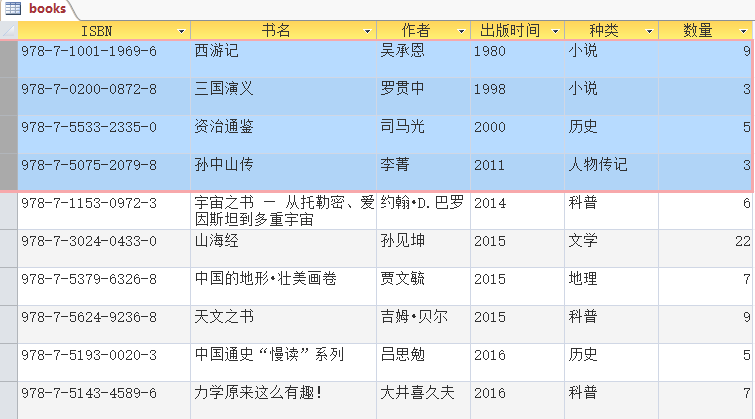 books
ISBN 书名 作者 出版时间 种类 数量
978-7-1001-1969-6 西游记 吴承恩 1980 小说 9
978-7-0200-0872-8 三国演义 罗贯中 1998 小说 3
978-7-5533-2335-0 资治通鉴 司马光 2000 历史 5
978-7-5075-2079-8 孙中山传 李菁 2011 人物传记 3
978-7-1153-0972-3 宇宙之书 — 从托勒密、爱 约翰•D.巴罗 2014 科普 6
因斯坦到多重宇宙
978-7-3024-0433-0 山海经 孙见坤 2015 文学 22
978-7-5379-6326-8 中国的地形•壮美画卷 贾文毓 2015 地理 7
978-7-5624-9236-8 天文之书 吉姆•贝尔 2015 科普 9
978-7-5193-0020-3 中国通史“慢读”系列 吕思勉 2016 历史 5
978-7-5143-4589-6 力学原来这么有趣! 大井喜久夫 2016 科普 7